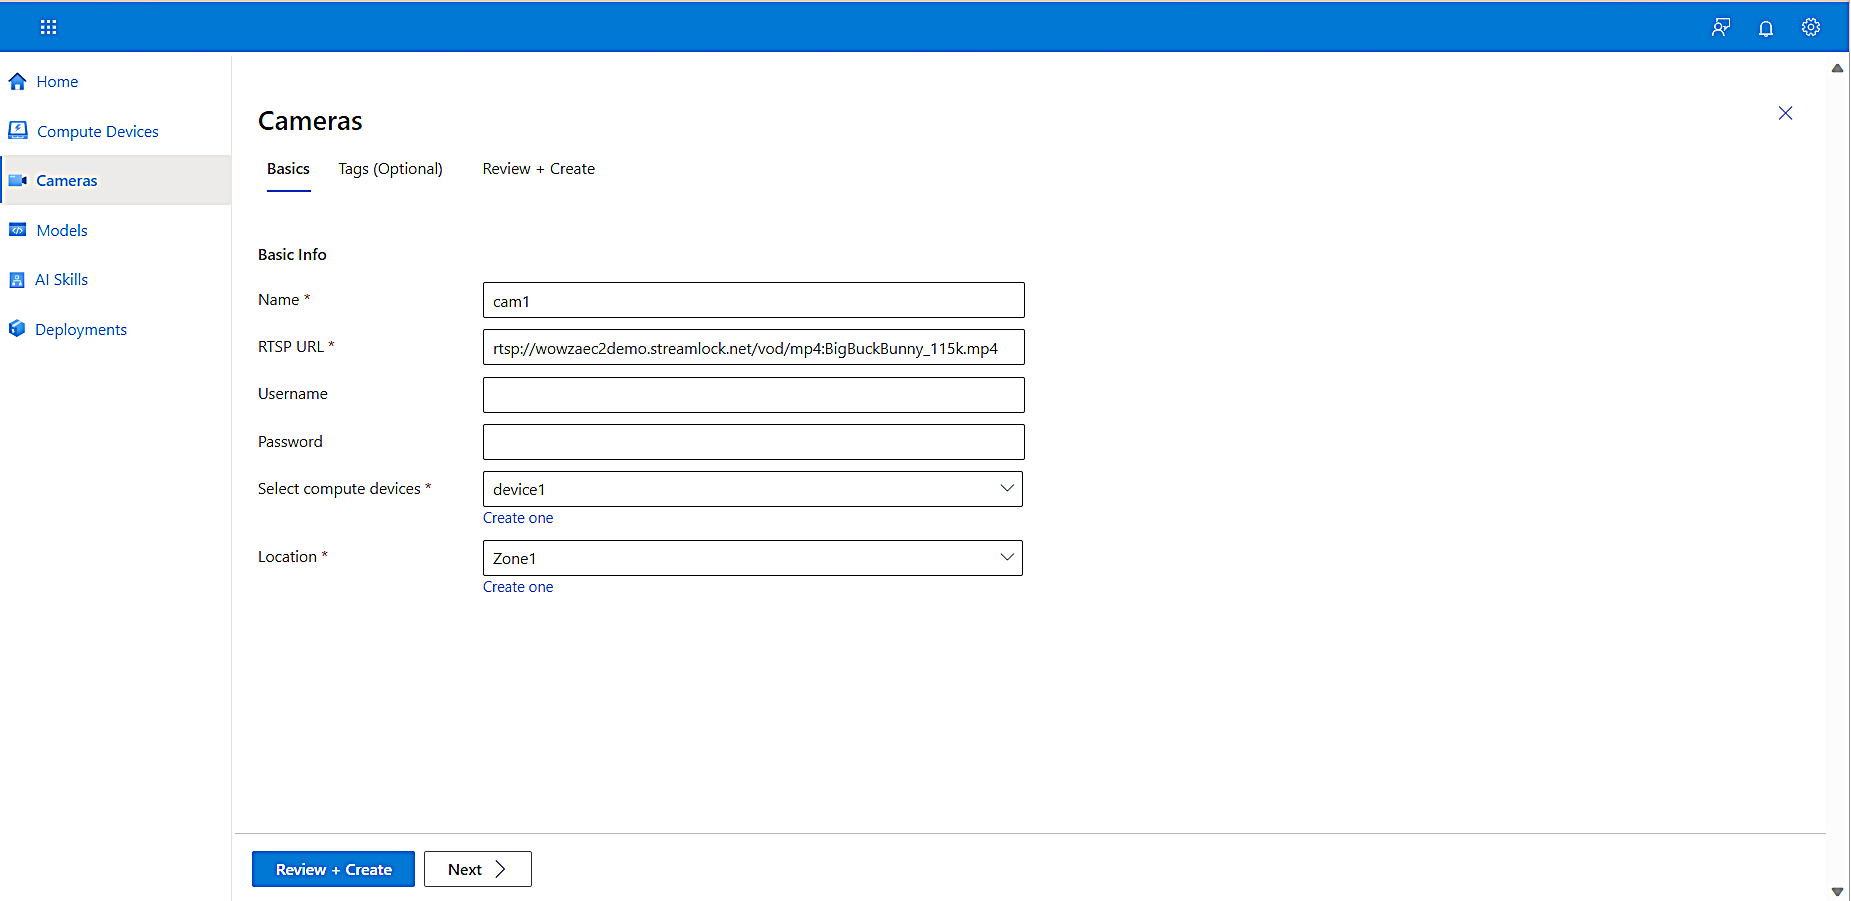 Home
Compute Devices
Cameras
Models
AI Skills
Deployments
Cameras
Basics Tags (Optional) Review + Create
Basic Info
Name * cam1
RTSP URL * rtsp://wowzaec2demo.streamlock.net/vod/mp4:BigBuckBunny_115k.mp4
Username
Password
Select compute devices * device1
Create one
Location * Zone1
Create one
Review + Create Next